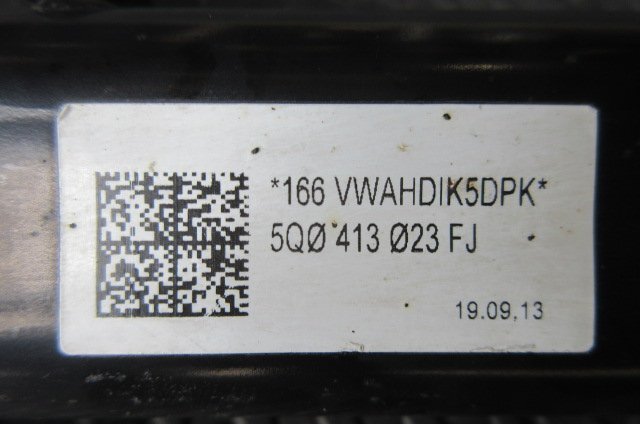 *166 VWAHDIK5DPK*
5QØ 413 Ø23 FJ
19.09.13